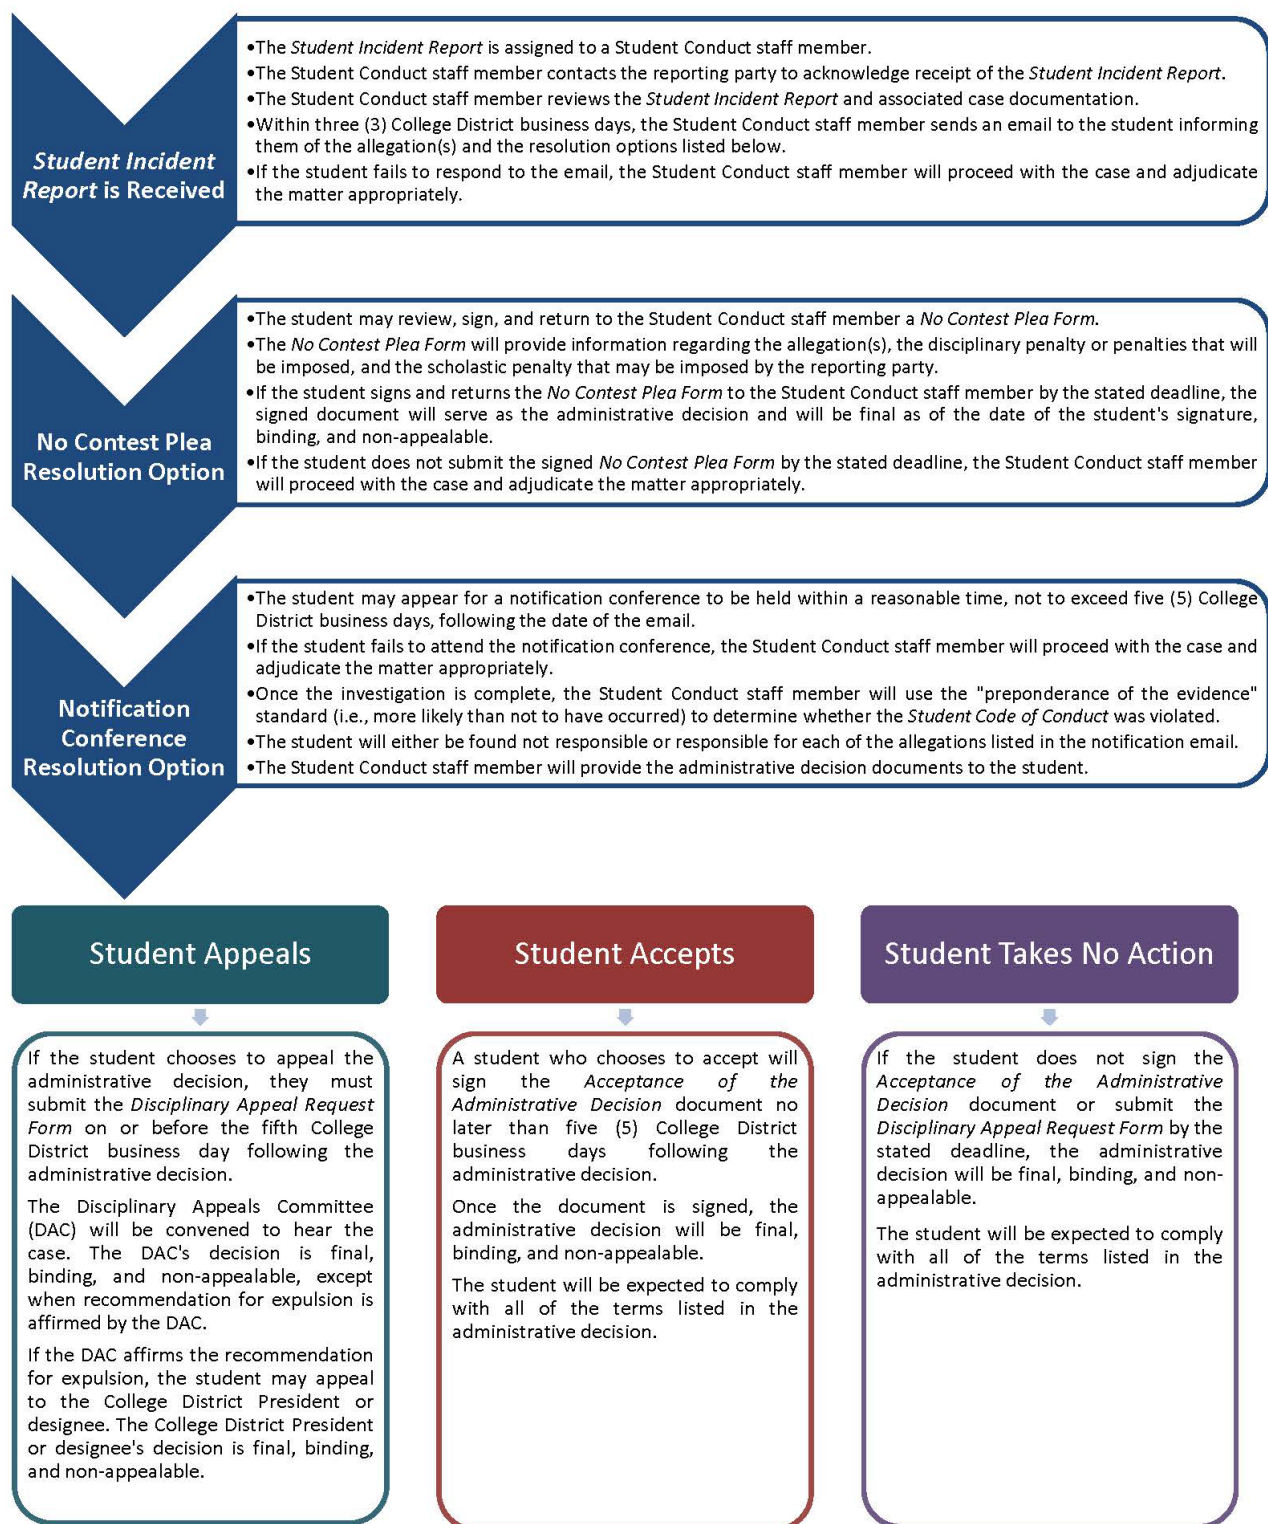 Student Incident
Report is Received
•The Student Incident Report is assigned to a Student Conduct staff member.
•The Student Conduct staff member contacts the reporting party to acknowledge receipt of the Student Incident Report.
•The Student Conduct staff member reviews the Student Incident Report and associated case documentation.
•Within three (3) College District business days, the Student Conduct staff member sends an email to the student informing
them of the allegation(s) and the resolution options listed below.
•If the student fails to respond to the email, the Student Conduct staff member will proceed with the case and adjudicate
the matter appropriately.
No Contest Plea
Resolution Option
•The student may review, sign, and return to the Student Conduct staff member a No Contest Plea Form.
•The No Contest Plea Form will provide information regarding the allegation(s), the disciplinary penalty or penalties that will
be imposed, and the scholastic penalty that may be imposed by the reporting party.
•If the student signs and returns the No Contest Plea Form to the Student Conduct staff member by the stated deadline, the
signed document will serve as the administrative decision and will be final as of the date of the student's signature,
binding, and non-appealable.
•If the student does not submit the signed No Contest Plea Form by the stated deadline, the Student Conduct staff member
will proceed with the case and adjudicate the matter appropriately.
Notification
Conference
Resolution Option
•The student may appear for a notification conference to be held within a reasonable time, not to exceed five (5) College
District business days, following the date of the email.
•If the student fails to attend the notification conference, the Student Conduct staff member will proceed with the case and
adjudicate the matter appropriately.
•Once the investigation is complete, the Student Conduct staff member will use the "preponderance of the evidence"
standard (i.e., more likely than not to have occurred) to determine whether the Student Code of Conduct was violated.
•The student will either be found not responsible or responsible for each of the allegations listed in the notification email.
•The Student Conduct staff member will provide the administrative decision documents to the student.
Student Appeals
If the student chooses to appeal the
administrative decision, they must
submit the Disciplinary Appeal Request
Form on or before the fifth College
District business day following the
administrative decision.
The Disciplinary Appeals Committee
(DAC) will be convened to hear the
case. The DAC's decision is final,
binding, and non-appealable, except
when recommendation for expulsion is
affirmed by the DAC.
If the DAC affirms the recommendation
for expulsion, the student may appeal
to the College District President or
designee. The College District President
or designee's decision is final, binding,
and non-appealable.
Student Accepts
A student who chooses to accept will
sign the Acceptance of the
Administrative Decision document no
later than five (5) College District
business days following the
administrative decision.
Once the document is signed, the
administrative decision will be final,
binding, and non-appealable.
The student will be expected to comply
with all of the terms listed in the
administrative decision.
Student Takes No Action
If the student does not sign the
Acceptance of the Administrative
Decision document or submit the
Disciplinary Appeal Request Form by the
stated deadline, the administrative
decision will be final, binding, and non-
appealable.
The student will be expected to comply
with all of the terms listed in the
administrative decision.